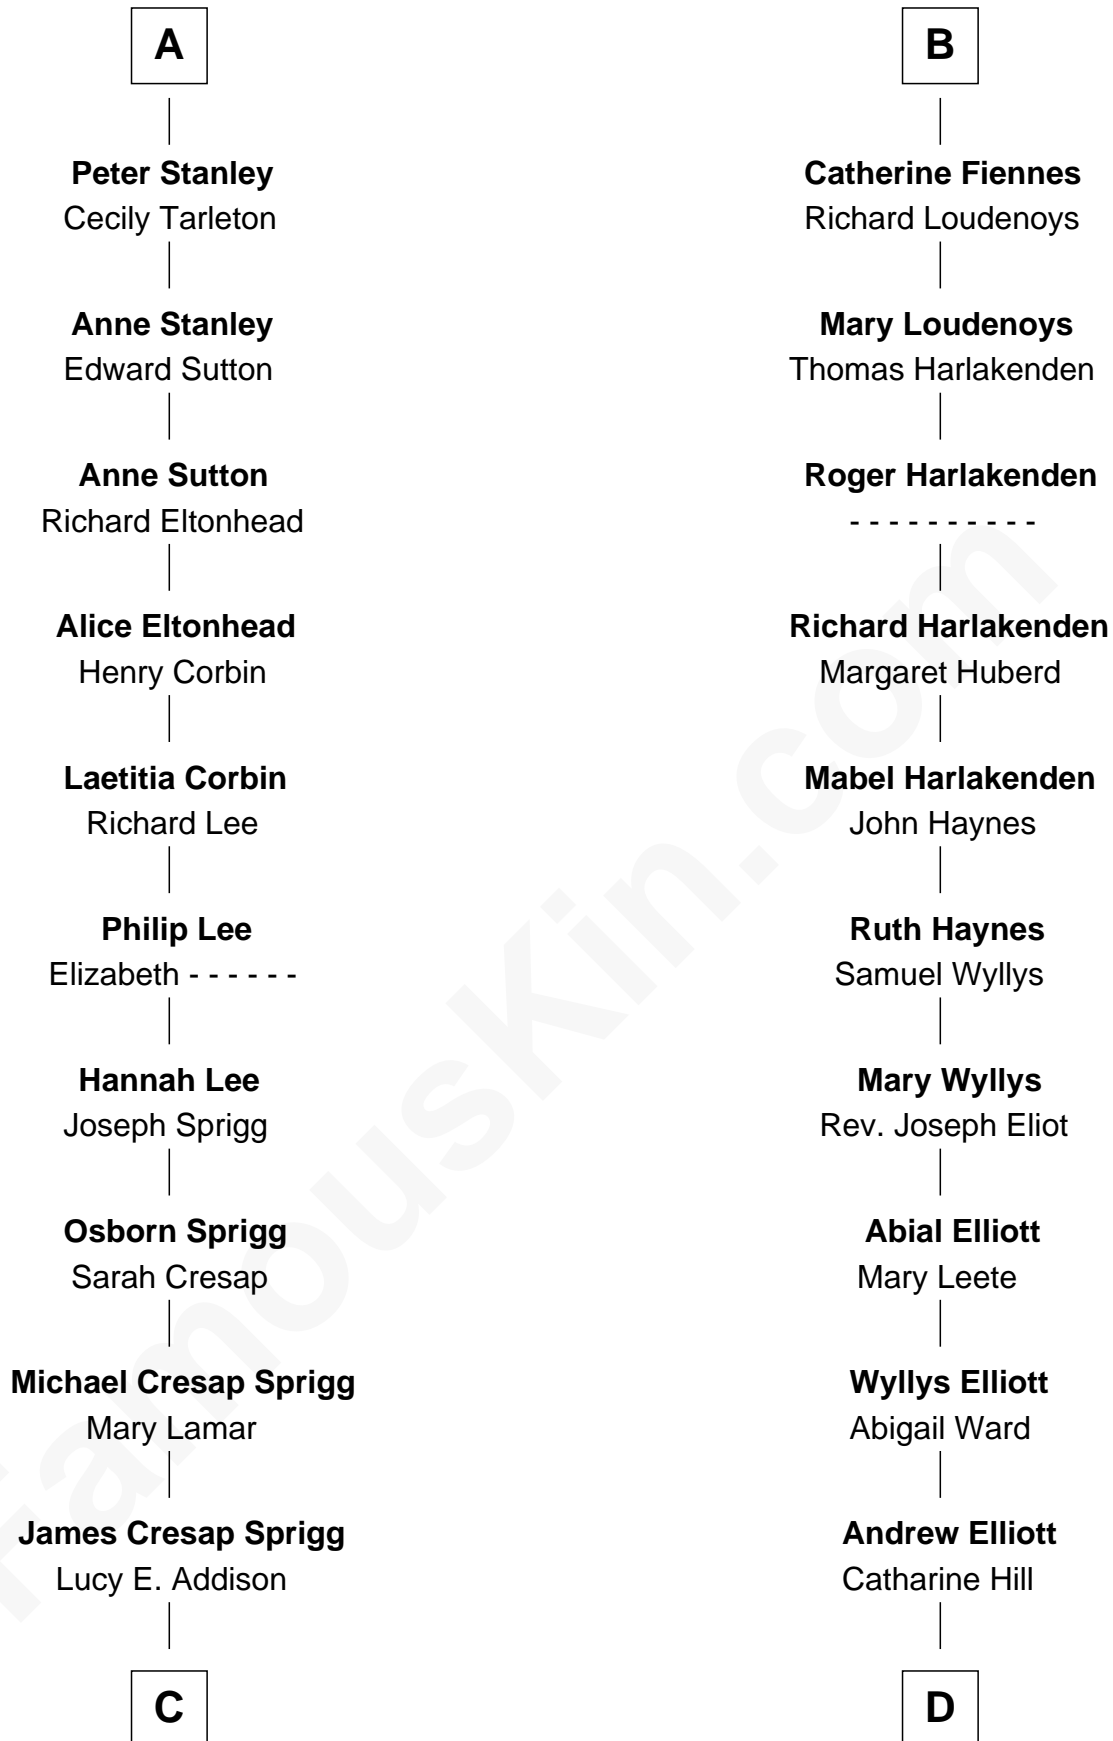 A
Peter Stanley
Cecily Tarleton
Anne Stanley
Edward Sutton
Anne Sutton
Richard Eltonhead
Alice Eltonhead
Henry Corbin
Laetitia Corbin
Richard Lee
Philip Lee
Elizabeth - - - - - -
Hannah Lee
Joseph Sprigg
Osborn Sprigg
Sarah Cresap
Michael Cresap Sprigg
Mary Lamar
James Cresap Sprigg
Lucy E. Addison
C
B
Catherine Fiennes
Richard Loudenoys
Mary Loudenoys
Thomas Harlakenden
Roger Harlakenden
- - - - - - - - - -
Richard Harlakenden
Margaret Huberd
Mabel Harlakenden
John Haynes
Ruth Haynes
Samuel Wyllys
Mary Wyllys
Rev. Joseph Eliot
Abial Elliott
Mary Leete
Wyllys Elliott
Abigail Ward
Andrew Elliott
Catharine Hill
D
FamousKin.com